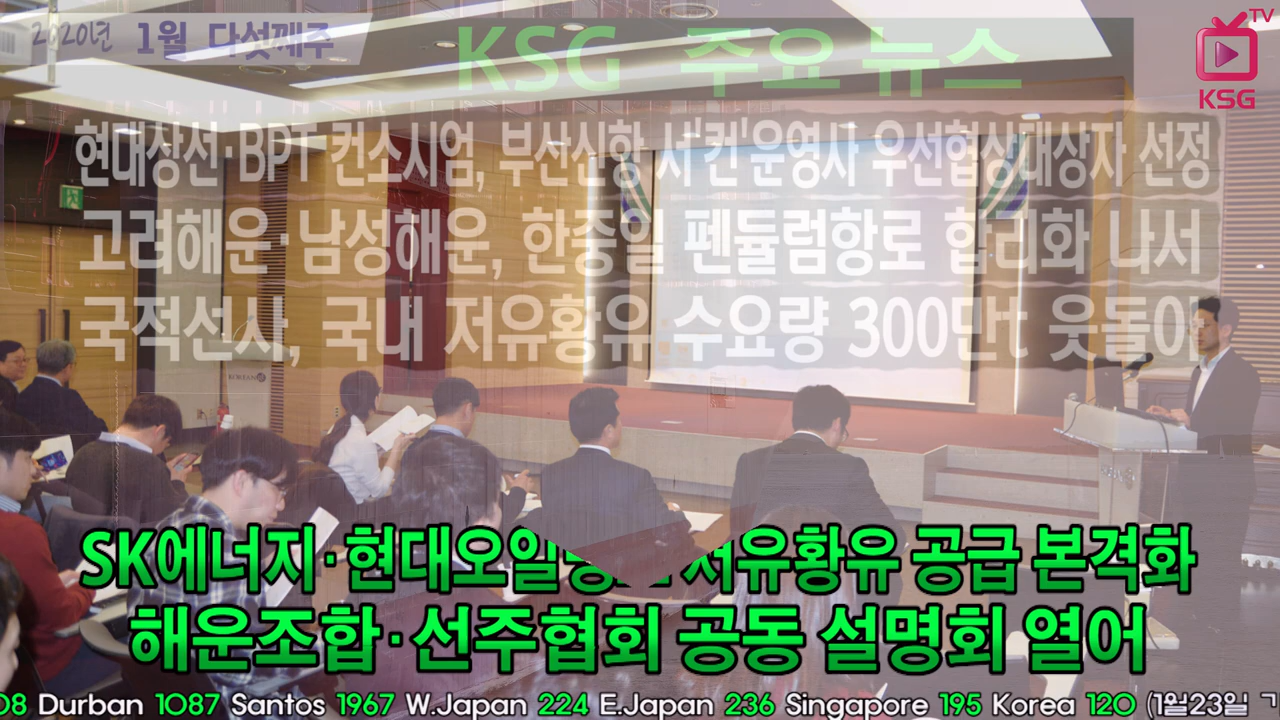 2020년 1월 다섯째주
KSG 주요뉴스
TV
KSG
현대상선·BPT 컨소시엄, 부산신항 서'컨'운영사 우선협상대상자 선정
고려해운·남성해운, 한중일 펜듈럼항로 합리화 나서
국적선사, 국내 저유황유 수요량 300만t 웃돌아
SK에너지·현대오일뱅크 저유황유 공급 본격화
해운조합·선주협회 공동 설명회 열어
08 Durban 1087 Santos 1967 W.Japan 224 E.Japan 236 Singapore 195 Korea 120 (1월23일